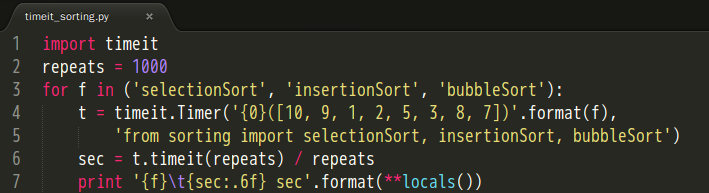 timeit_sorting.py ×
1 import timeit
2 repeats = 1000
3 for f in ('selectionSort', 'insertionSort', 'bubbleSort'):
4     t = timeit.Timer('{0}([10, 9, 1, 2, 5, 3, 8, 7])'.format(f),
5         'from sorting import selectionSort, insertionSort, bubbleSort')
6     sec = t.timeit(repeats) / repeats
7     print '{f}\t{sec:.6f} sec'.format(**locals())